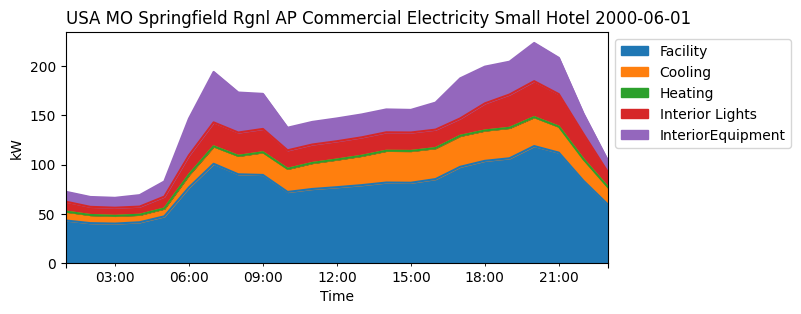 USA MO Springfield Rgnl AP Commercial Electricity Small Hotel 2000-06-01
kW
200
150
100
50
0
03:00 06:00 09:00 12:00 15:00 18:00 21:00
Time
Facility
Cooling
Heating
Interior Lights
InteriorEquipment